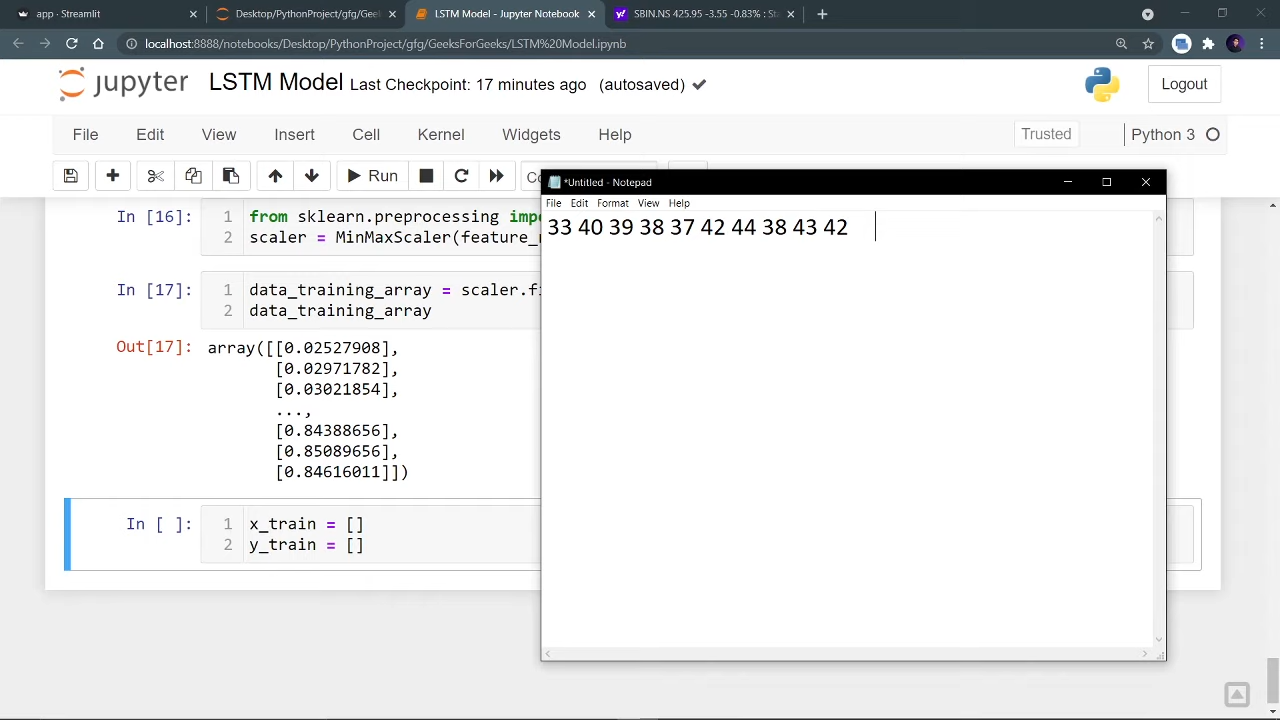 app · Streamlit
Desktop/PythonProject/gfg/Geek
LSTM Model - Jupyter Notebook
SBIN.NS 425.95 -3.55 -0.83% : St
localhost:8888/notebooks/Desktop/PythonProject/gfg/GeeksForGeeks/LSTM%20Model.ipynb
jupyter LSTM Model Last Checkpoint: 17 minutes ago (autosaved) Logout
File Edit View Insert Cell Kernel Widgets Help Trusted Python 3
Run Co
*Untitled - Notepad
File Edit Format View Help
33 40 39 38 37 42 44 38 43 42
In [16]: 1 from sklearn.preprocessing imp
2 scaler = MinMaxScaler(feature_
In [17]: 1 data_training_array = scaler.fi
2 data_training_array
Out[17]: array([[0.02527908],
[0.02971782],
[0.03021854],
...,
[0.84388656],
[0.85089656],
[0.84616011]])
In [ ]: 1 x_train = []
2 y_train = []